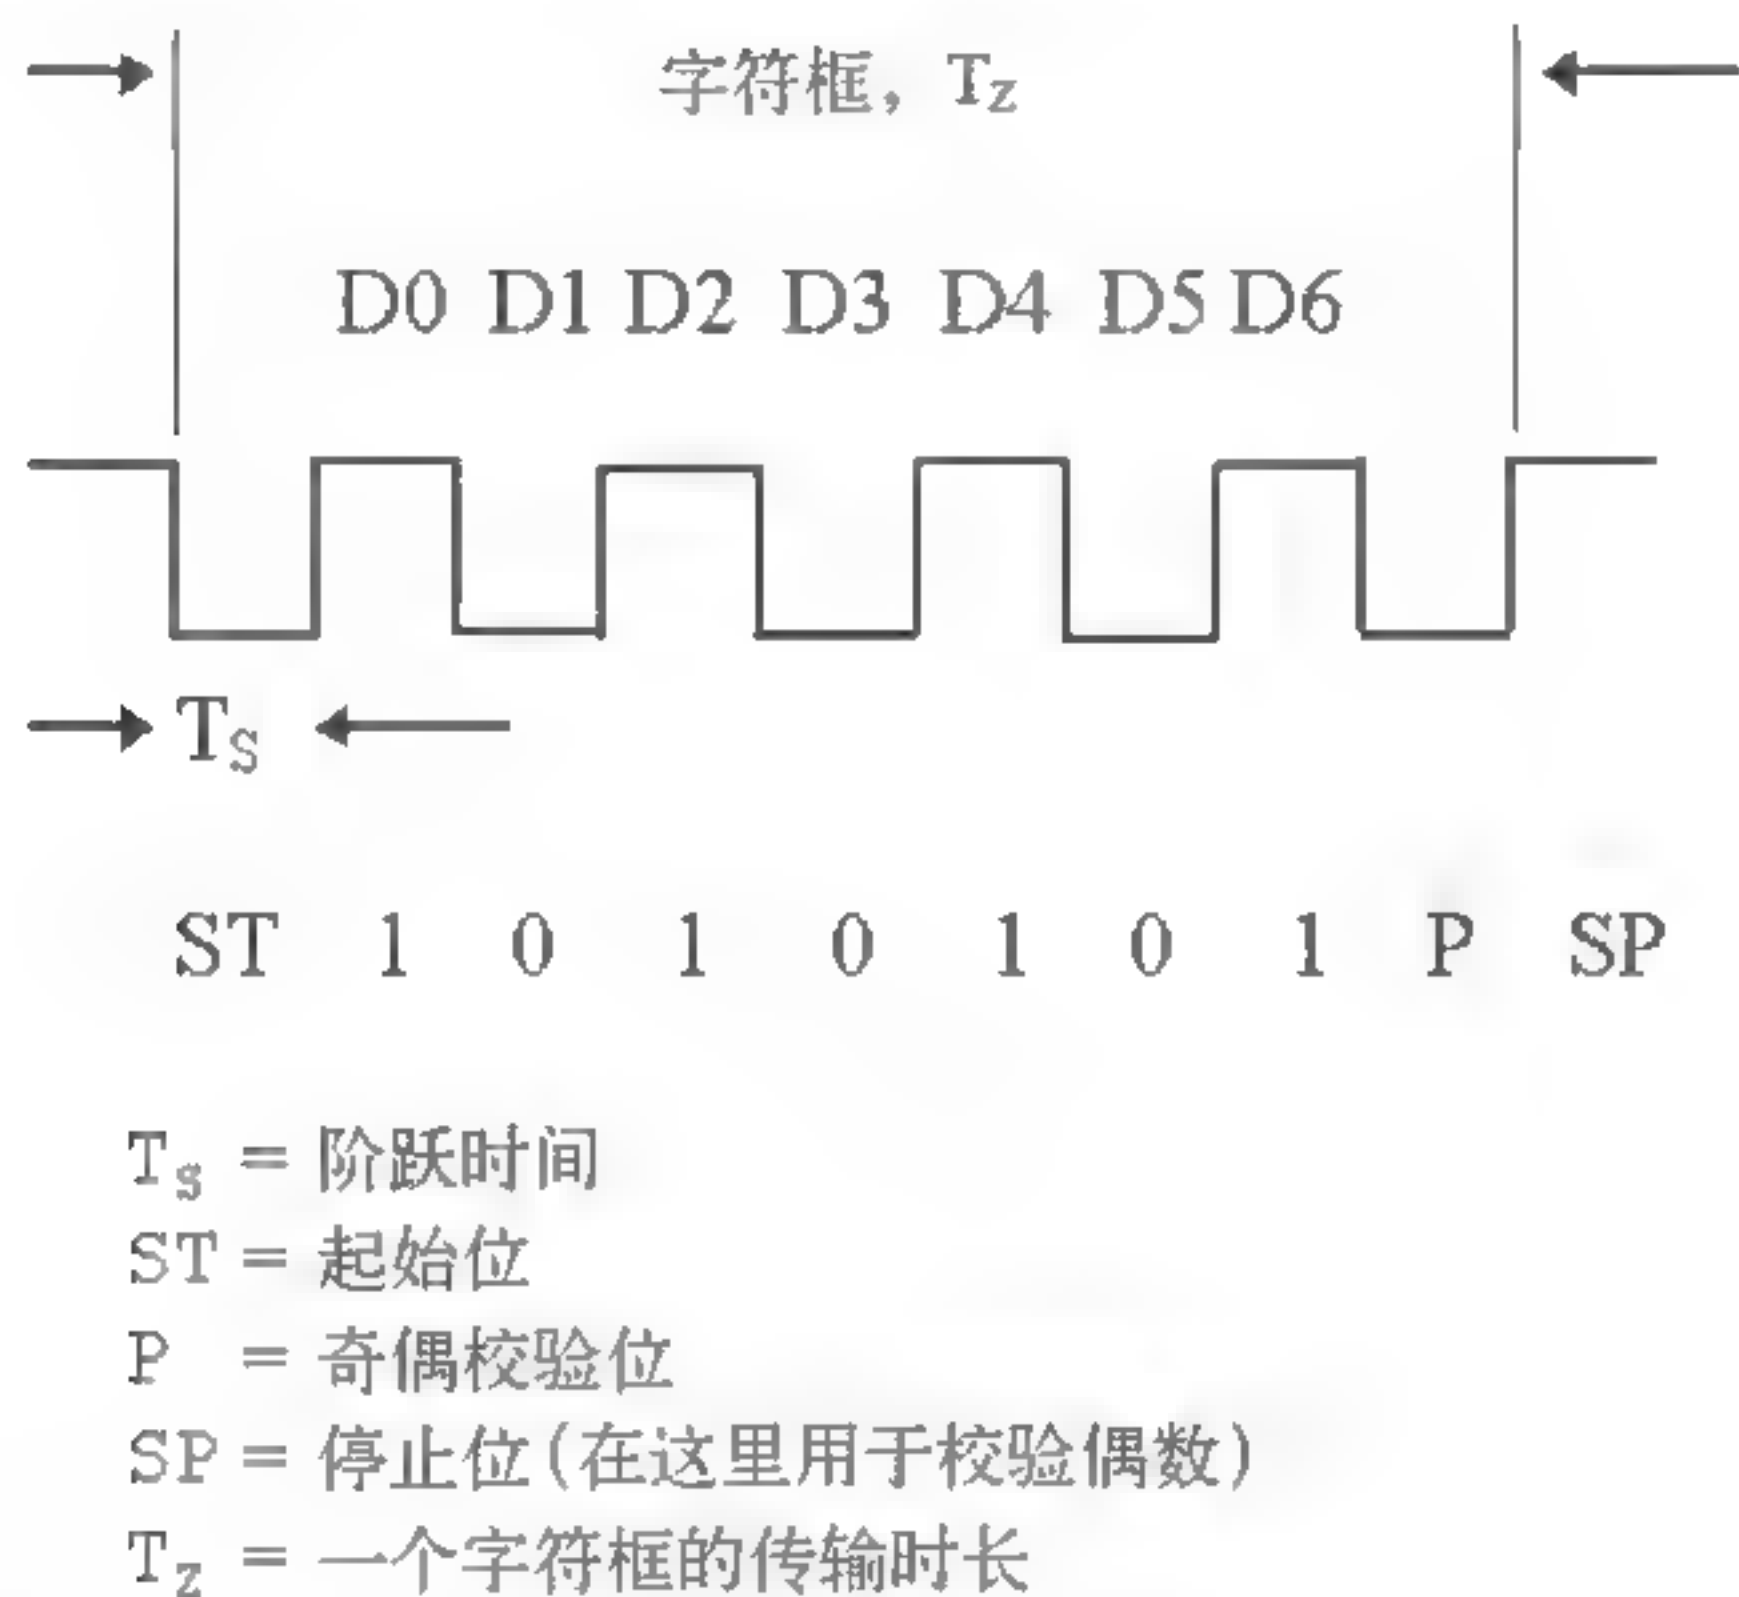 字符框，Tz
D0 D1 D2 D3 D4 D5 D6
Ts
ST 1 0 1 0 1 0 1 P SP
Ts = 阶跃时间
ST = 起始位
P = 奇偶校验位
SP = 停止位(在这里用于校验偶数)
Tz = 一个字符框的传输时长